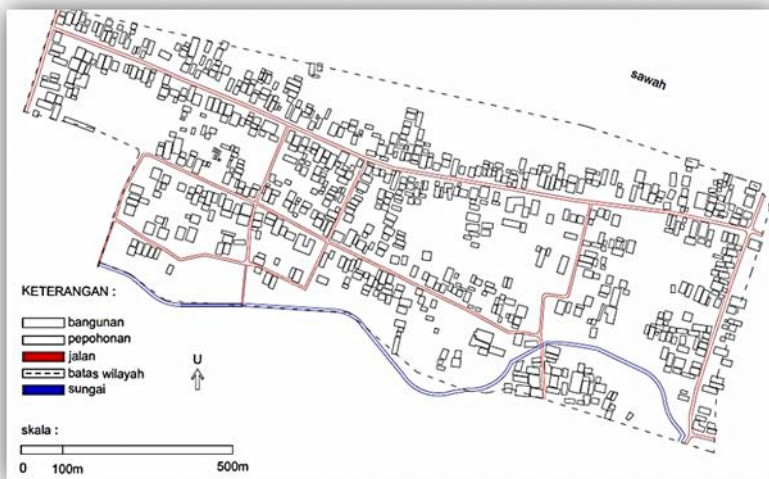 sawah
KETERANGAN :
bangunan
pepohonan
jalan
batas wilayah
sungai
U
skala :
0 100m 500m